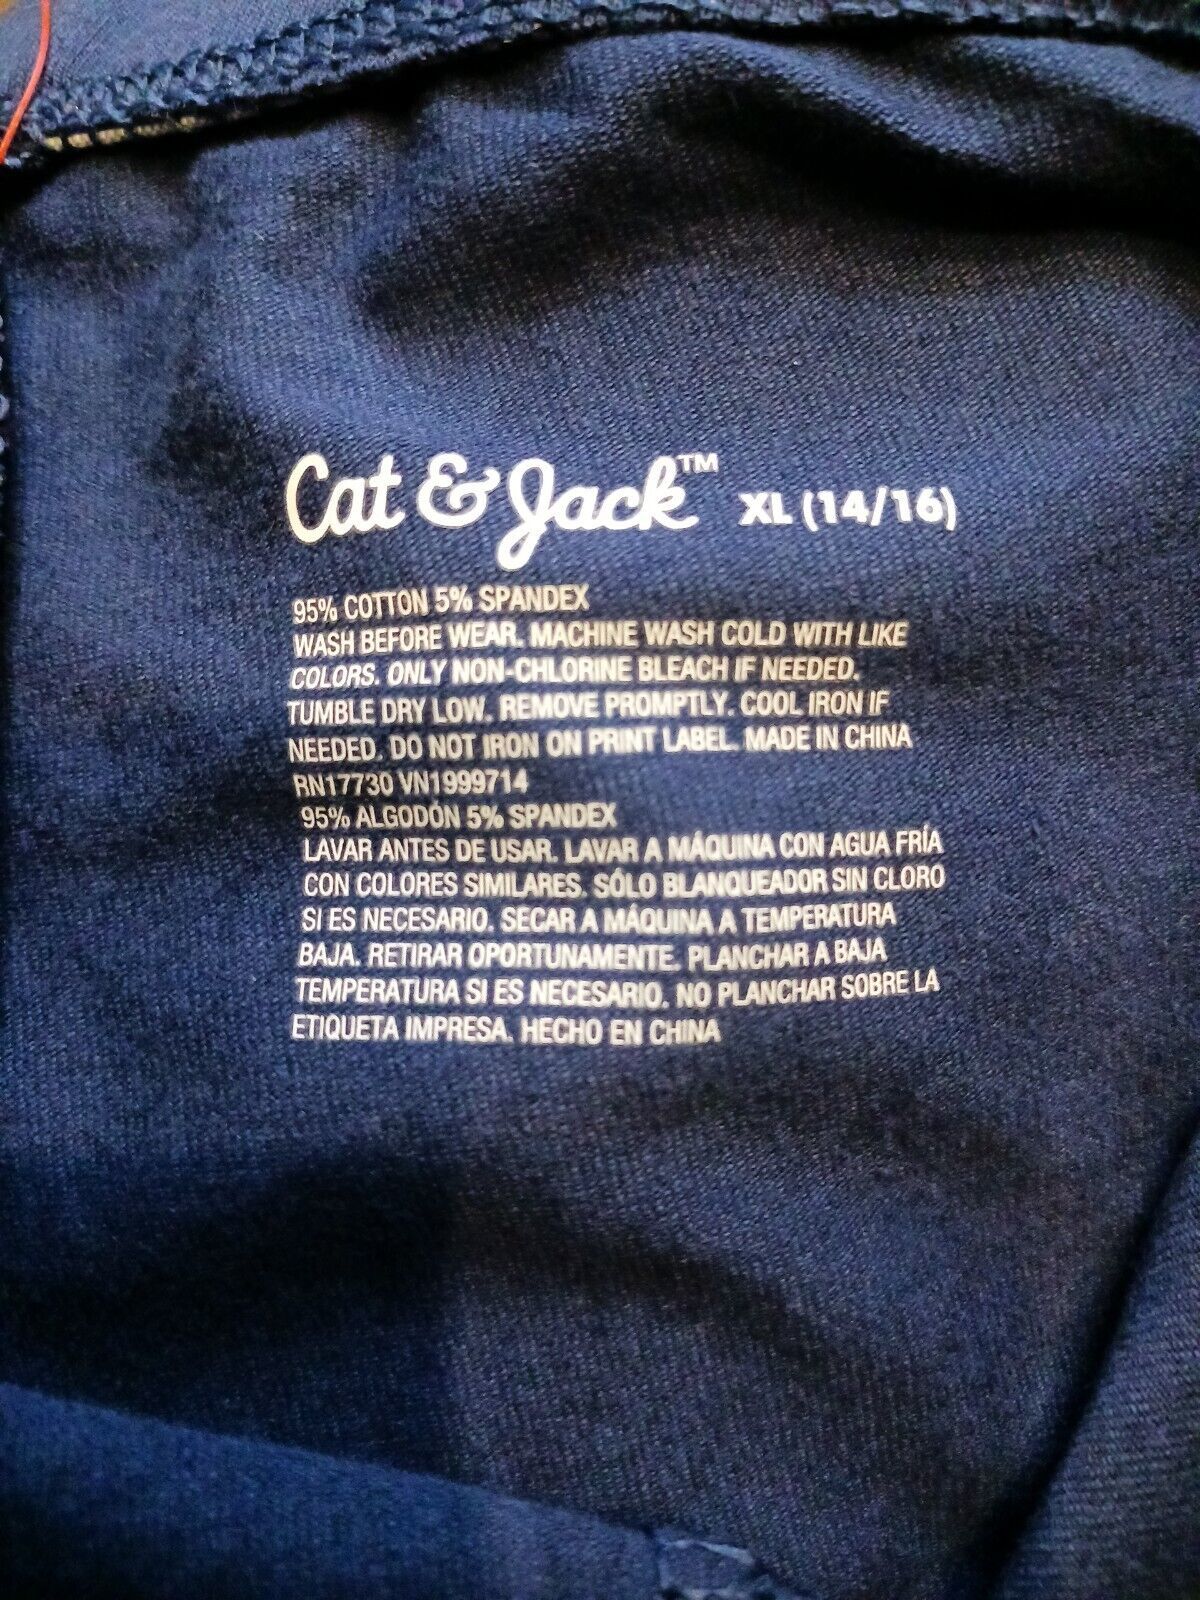 Cat & Jack™ XL (14/16)
95% COTTON 5% SPANDEX
WASH BEFORE WEAR. MACHINE WASH COLD WITH LIKE
COLORS. ONLY NON-CHLORINE BLEACH IF NEEDED.
TUMBLE DRY LOW. REMOVE PROMPTLY. COOL IRON IF
NEEDED. DO NOT IRON ON PRINT LABEL. MADE IN CHINA
RN17730 VN1999714
95% ALGODÓN 5% SPANDEX
LAVAR ANTES DE USAR. LAVAR A MÁQUINA CON AGUA FRÍA
CON COLORES SIMILARES. SÓLO BLANQUEADOR SIN CLORO
SI ES NECESARIO. SECAR A MÁQUINA A TEMPERATURA
BAJA. RETIRAR OPORTUNAMENTE. PLANCHAR A BAJA
TEMPERATURA SI ES NECESARIO. NO PLANCHAR SOBRE LA
ETIQUETA IMPRESA. HECHO EN CHINA